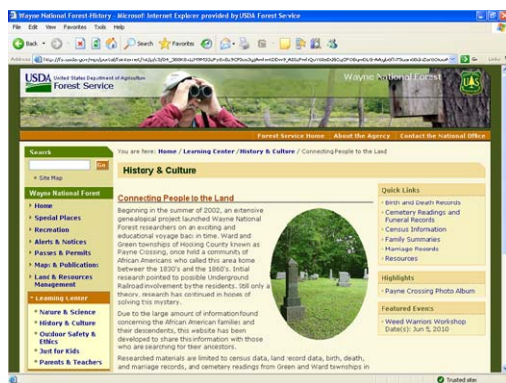 Wayne National Forest-History - Microsoft Internet Explorer provided by USDA Forest Service
File Edit View Favorites Tools Help
Back Search Favorites
Address Go Links
USDA United States Department of Agriculture
Forest Service
Wayne National Forest
Forest Service Home About the Agency Contact the National Office
Search
Go
Site Map
Wayne National Forest
Home
Special Places
Recreation
Alerts & Notices
Passes & Permits
Maps & Publications
Land & Resources
Management
Learning Center
Nature & Science
History & Culture
Outdoor Safety &
Ethics
Just for Kids
Parents & Teachers
You are here: Home / Learning Center / History & Culture / Connecting People to the Land
History & Culture
Connecting People to the Land
Beginning in the summer of 2002, an extensive
genealogical project launched Wayne National
Forest researchers on an exciting and
educational voyage back in time. Ward and
Green townships of Hocking County known as
Payne Crossing, once held a community of
African Americans who called this area home
between the 1830's and the 1860's. Initial
research pointed to possible Underground
Railroad involvement by the residents. Still only a
theory, research has continued in hopes of
solving this mystery.
Due to the large amount of information found
concerning the African American families and
their descendents, this website has been
developed to share this information with those
who are searching for their ancestors.
Researched materials are limited to census data, land record data, birth, death,
and marriage records, and cemetery readings from Green and Ward townships in
Quick Links
Birth and Death Records
Cemetery Readings and
Funeral Records
Census Information
Family Summaries
Marriage Records
Resources
Highlights
Payne Crossing Photo Album
Featured Events
Weed Warriors Workshop
Date(s): Jun 5, 2010
Trusted sites